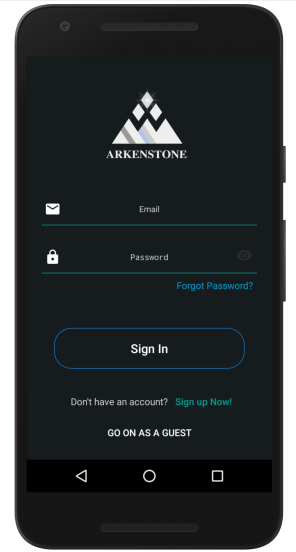 ARKENSTONE
Email
Password
Forgot Password?
Sign In
Don't have an account? Sign up Now!
GO ON AS A GUEST